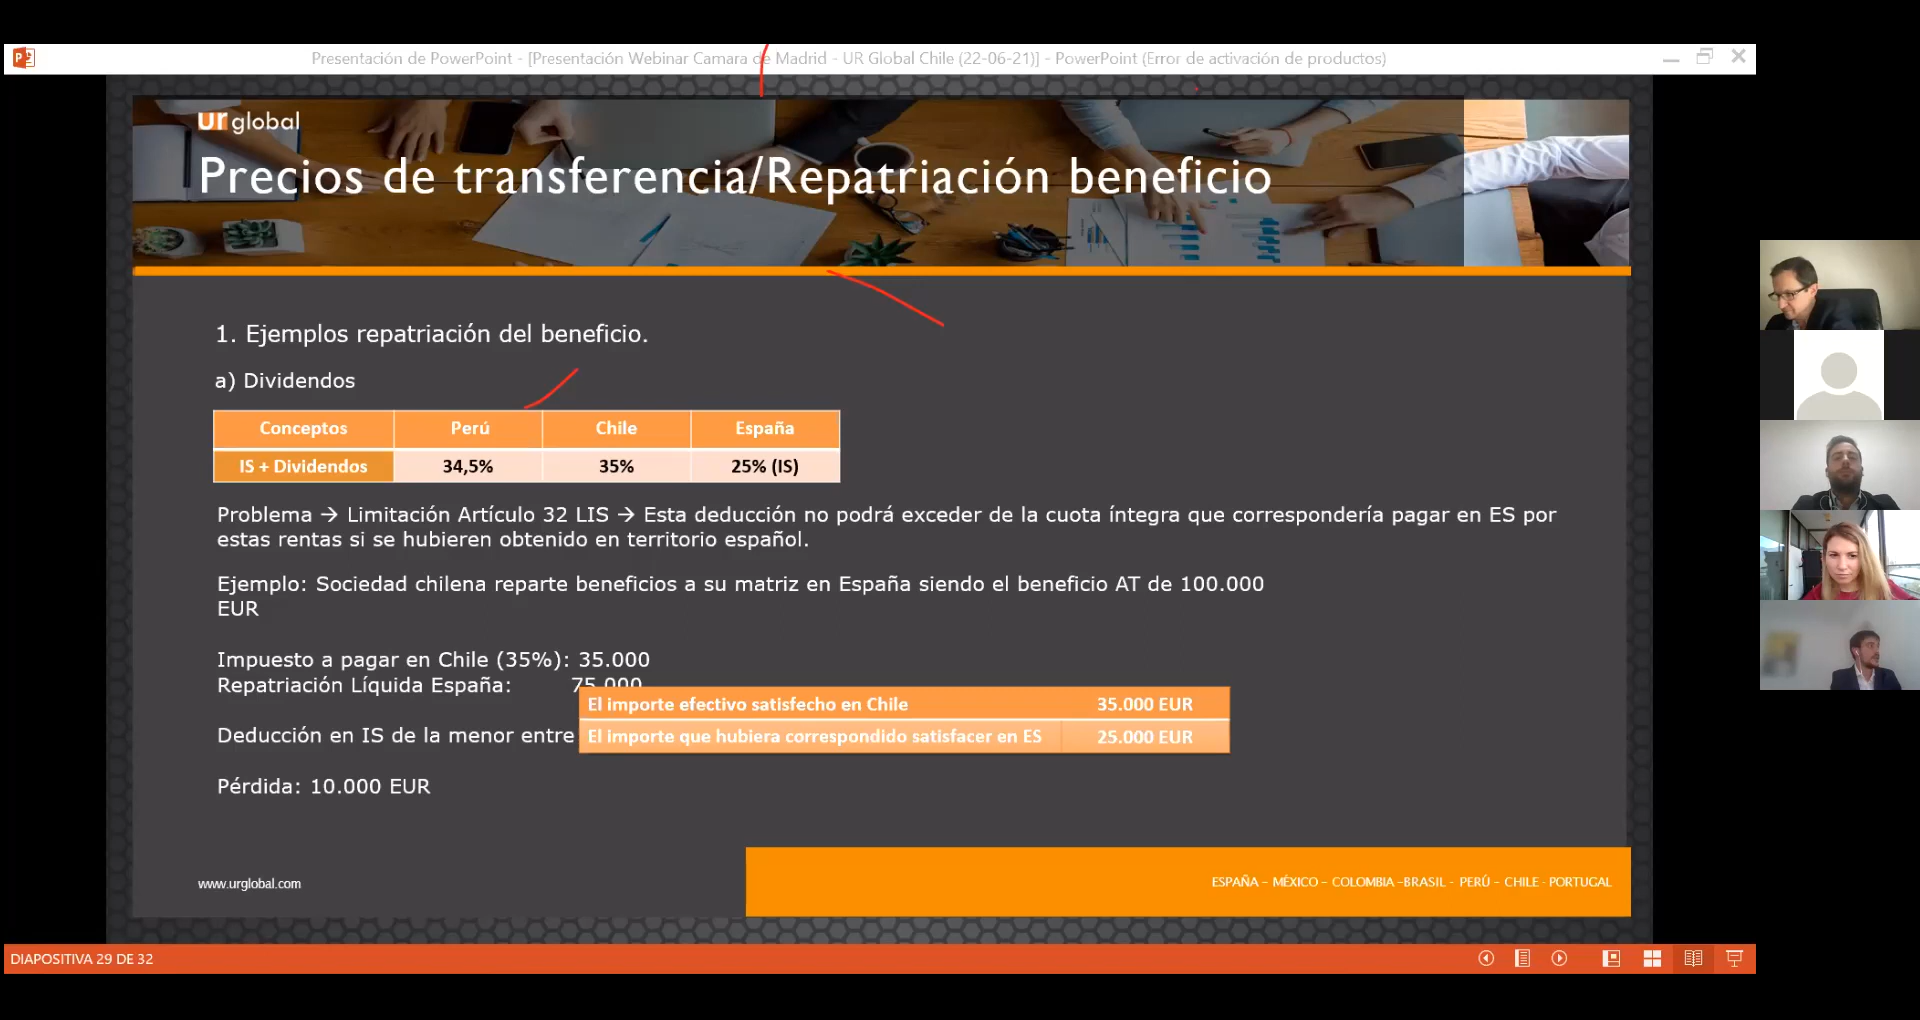 Presentación de PowerPoint - [Presentación Webinar Camara de Madrid - UR Global Chile (22-06-21)] - PowerPoint (Error de activación de productos)
ur global
Precios de transferencia/Repatriación beneficio
1. Ejemplos repatriación del beneficio.
a) Dividendos
Conceptos Perú Chile España
IS + Dividendos 34,5% 35% 25% (IS)
Problema → Limitación Artículo 32 LIS → Esta deducción no podrá exceder de la cuota íntegra que correspondería pagar en ES por
estas rentas si se hubieren obtenido en territorio español.
Ejemplo: Sociedad chilena reparte beneficios a su matriz en España siendo el beneficio AT de 100.000
EUR
Impuesto a pagar en Chile (35%): 35.000
Repatriación Líquida España: 75.000
El importe efectivo satisfecho en Chile 35.000 EUR
Deducción en IS de la menor entre El importe que hubiera correspondido satisfacer en ES 25.000 EUR
Pérdida: 10.000 EUR
www.urglobal.com
ESPAÑA – MÉXICO – COLOMBIA –BRASIL - PERÚ – CHILE - PORTUGAL
DIAPOSITIVA 29 DE 32